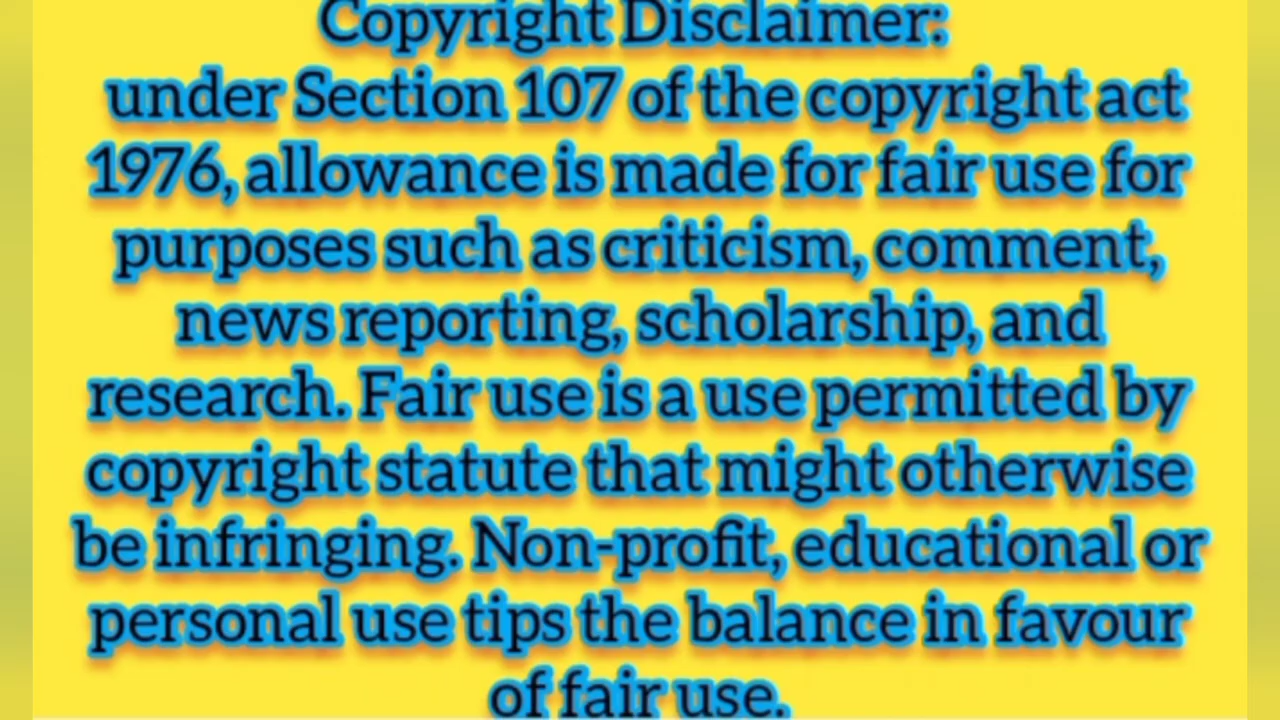 Copyright Disclaimer:
under Section 107 of the copyright act
1976, allowance is made for fair use for
purposes such as criticism, comment,
news reporting, scholarship, and
research. Fair use is a use permitted by
copyright statute that might otherwise
be infringing. Non-profit, educational or
personal use tips the balance in favour
of fair use.